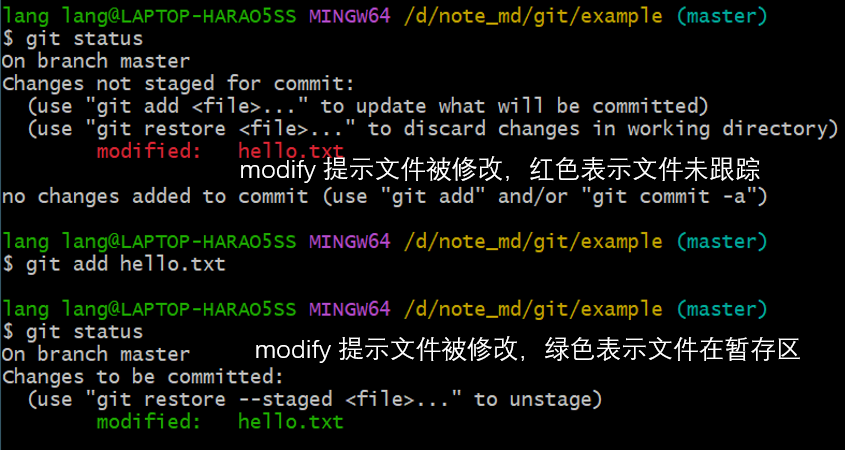 lang lang@LAPTOP-HARAO5SS MINGW64 /d/note_md/git/example (master)
$ git status
On branch master
Changes not staged for commit:
  (use "git add <file>..." to update what will be committed)
  (use "git restore <file>..." to discard changes in working directory)
        modified:   hello.txt
modify 提示文件被修改，红色表示文件未跟踪
no changes added to commit (use "git add" and/or "git commit -a")
lang lang@LAPTOP-HARAO5SS MINGW64 /d/note_md/git/example (master)
$ git add hello.txt
lang lang@LAPTOP-HARAO5SS MINGW64 /d/note_md/git/example (master)
$ git status
On branch master
modify 提示文件被修改，绿色表示文件在暂存区
Changes to be committed:
  (use "git restore --staged <file>..." to unstage)
        modified:   hello.txt